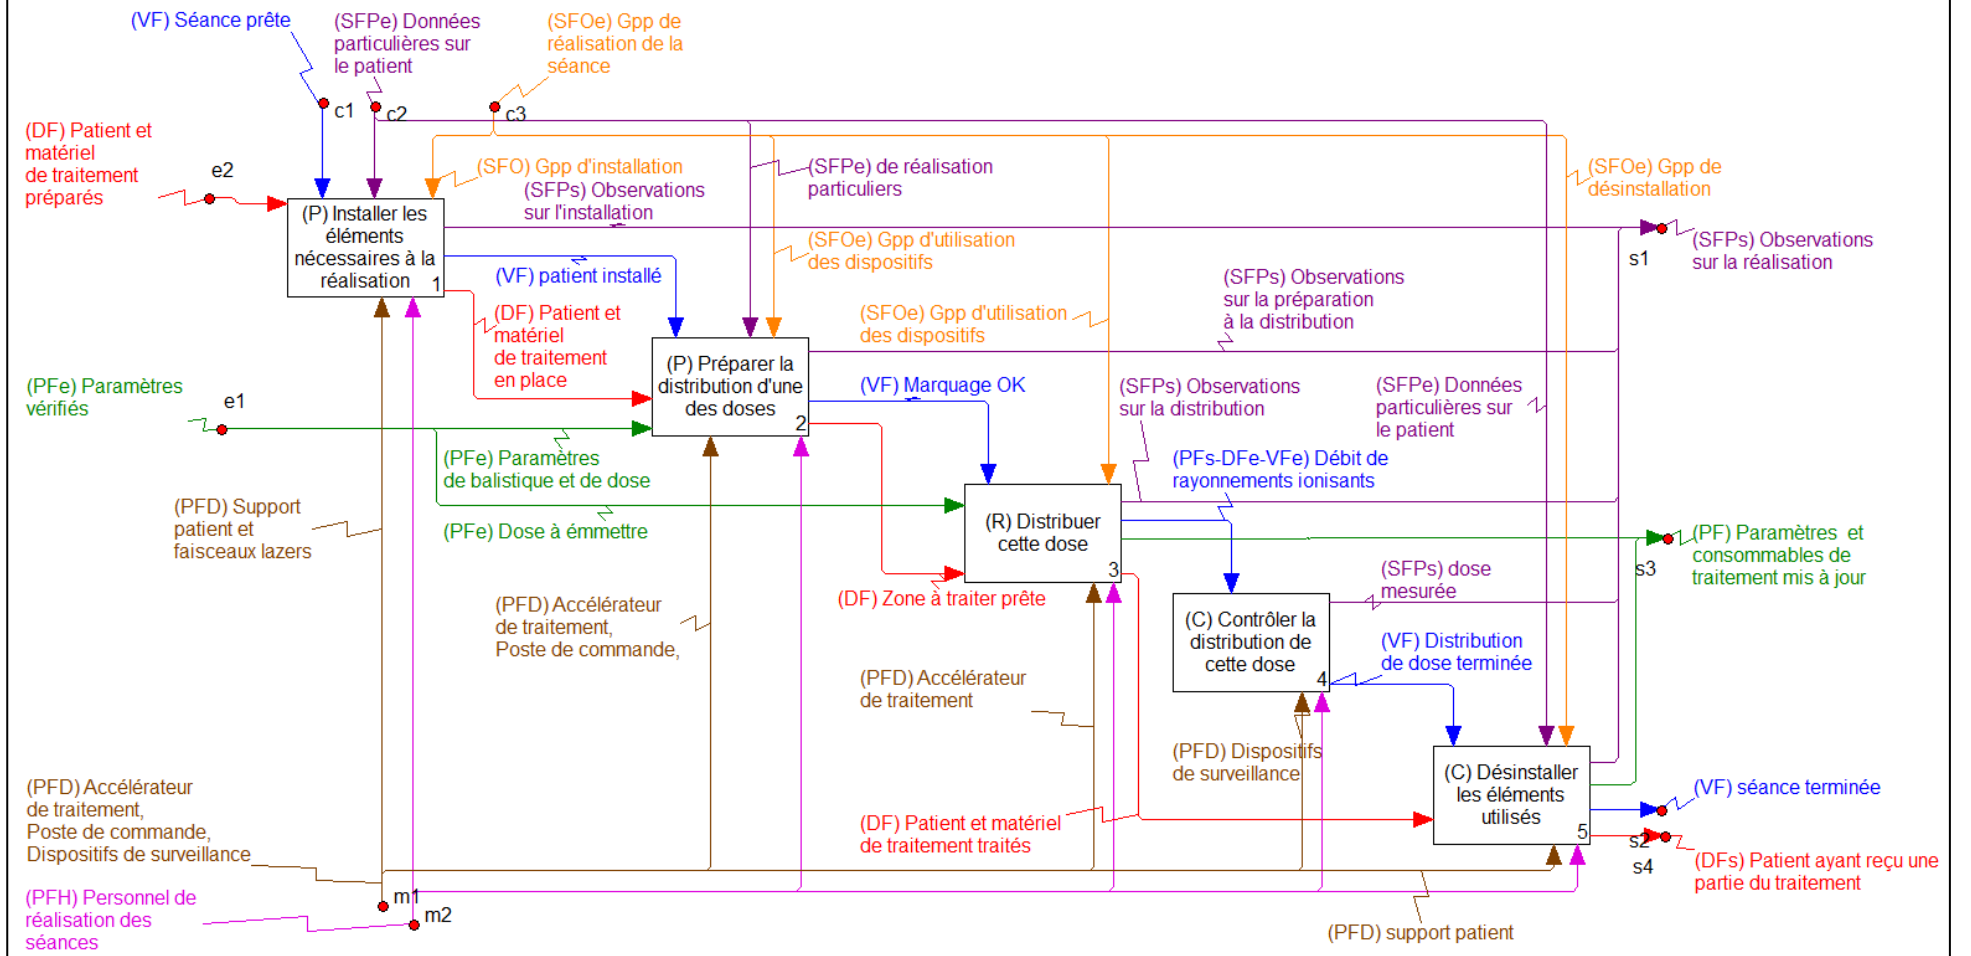 (VF) Séance prête
(SFPe) Données
particulières sur
le patient
(SFOe) Gpp de
réalisation de la
séance
c1
c2
c3
(DF) Patient et
matériel
de traitement
préparés
e2
(SFO) Gpp d'installation
(SFPs) Observations
sur l'installation
(SFPe) de réalisation
particuliers
(SFOe) Gpp de
désinstallation
(P) Installer les
éléments
nécessaires à la
réalisation
1
(VF) patient installé
(SFOe) Gpp d'utilisation
des dispositifs
s1
(SFPs) Observations
sur la réalisation
(DF) Patient et
matériel
de traitement
en place
(SFOe) Gpp d'utilisation
des dispositifs
(SFPs) Observations
sur la préparation
à la distribution
(PFe) Paramètres
vérifiés
e1
(P) Préparer la
distribution d'une
des doses
2
(VF) Marquage OK
(SFPs) Observations
sur la distribution
(SFPe) Données
particulières sur
le patient
(PFe) Paramètres
de balistique et de dose
(PFs-DFe-VFe) Débit de
rayonnements ionisants
(PFD) Support
patient et
faisceaux lazers
(PFe) Dose à émmettre
(R) Distribuer
cette dose
3
(PF) Paramètres et
consommables de
traitement mis à jour
s3
(PFD) Accélérateur
de traitement,
Poste de commande,
(DF) Zone à traiter prête
(SFPs) dose
mesurée
(C) Contrôler la
distribution de
cette dose
4
(VF) Distribution
de dose terminée
(PFD) Accélérateur
de traitement
(PFD) Dispositifs
de surveillance
(C) Désinstaller
les éléments
utilisés
5
(VF) séance terminée
(PFD) Accélérateur
de traitement,
Poste de commande,
Dispositifs de surveillance
(DF) Patient et matériel
de traitement traités
s2
s4
(DFs) Patient ayant reçu une
partie du traitement
(PFH) Personnel de
réalisation des
séances
m1
m2
(PFD) support patient